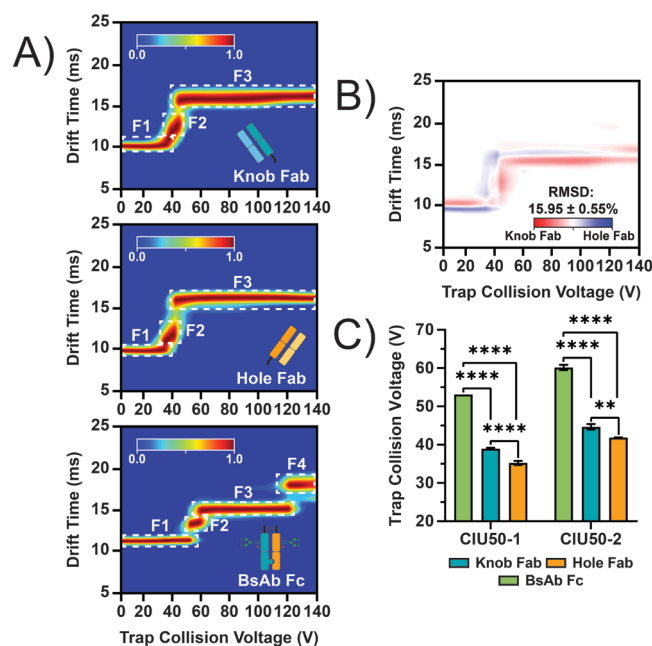 A)
25
20
15
10
5
Drift Time (ms)
0.0
1.0
F1
F2
F3
Knob Fab
0 20 40 60 80 100 120 140
25
20
15
10
5
Drift Time (ms)
0.0
1.0
F1
F2
F3
Hole Fab
0 20 40 60 80 100 120 140
25
20
15
10
5
Drift Time (ms)
0.0
1.0
F1
F2
F3
F4
BsAb Fc
0 20 40 60 80 100 120 140
Trap Collision Voltage (V)
B)
25
20
15
10
5
Drift Time (ms)
RMSD:
15.95 ± 0.55%
Knob Fab
Hole Fab
0 20 40 60 80 100 120 140
Trap Collision Voltage (V)
C)
70
60
50
40
30
20
Trap Collision Voltage (V)
****
****
****
****
****
**
CIU50-1
CIU50-2
Knob Fab
Hole Fab
BsAb Fc